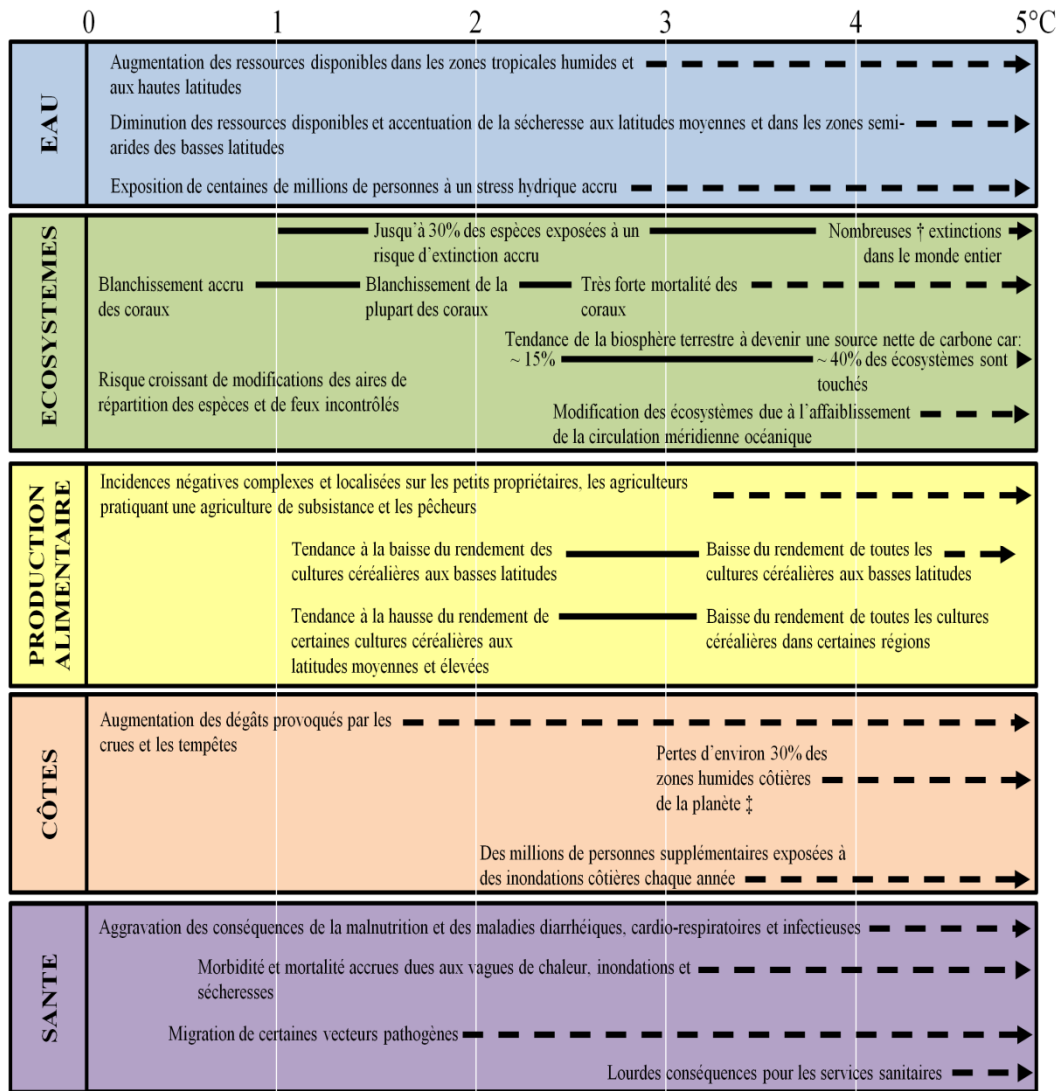 0 1 2 3 4 5°C
EAU
Augmentation des ressources disponibles dans les zones tropicales humides et
aux hautes latitudes
Diminution des ressources disponibles et accentuation de la sécheresse aux latitudes moyennes et dans les zones semi-
arides des basses latitudes
Exposition de centaines de millions de personnes à un stress hydrique accru
ECOSYSTEMES
Jusqu'à 30% des espèces exposées à un
risque d'extinction accru
Nombreuses † extinctions
dans le monde entier
Blanchissement accru
des coraux
Blanchissement de la
plupart des coraux
Très forte mortalité des
coraux
Tendance de la biosphère terrestre à devenir une source nette de carbone car:
~ 15%
~ 40% des écosystèmes sont
touchés
Risque croissant de modifications des aires de
répartition des espèces et de feux incontrôlés
Modification des écosystèmes due à l'affaiblissement
de la circulation méridienne océanique
PRODUCTION
ALIMENTAIRE
Incidences négatives complexes et localisées sur les petits propriétaires, les agriculteurs
pratiquant une agriculture de subsistance et les pêcheurs
Tendance à la baisse du rendement des
cultures céréalières aux basses latitudes
Baisse du rendement de toutes les
cultures céréalières aux basses latitudes
Tendance à la hausse du rendement de
certaines cultures céréalières aux
latitudes moyennes et élevées
Baisse du rendement de toutes les cultures
céréalières dans certaines régions
CÔTES
Augmentation des dégâts provoqués par les
crues et les tempêtes
Pertes d'environ 30% des
zones humides côtières
de la planète ‡
Des millions de personnes supplémentaires exposées à
des inondations côtières chaque année
SANTE
Aggravation des conséquences de la malnutrition et des maladies diarrhéiques, cardio-respiratoires et infectieuses
Morbidité et mortalité accrues dues aux vagues de chaleur, inondations et
sécheresses
Migration de certaines vecteurs pathogènes
Lourdes conséquences pour les services sanitaires